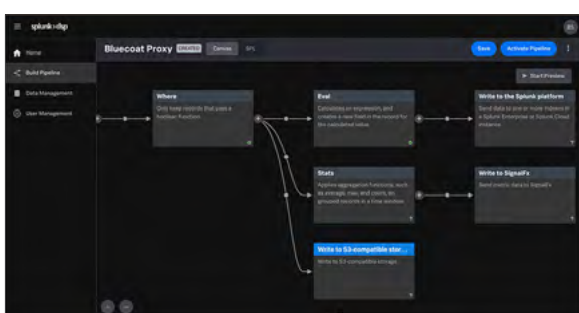 splunk>dsp
BS
Home
Bluecoat Proxy CREATED Canvas SPL Save Activate Pipeline
Build Pipeline
Start Preview
Data Management
User Management
Where
Only keep records that pass a
boolean function.
Eval
Calculates an expression, and
creates a new field in the record for
the calculated value.
Write to the Splunk platform
Send data to one or more indexes in
a Splunk Enterprise or Splunk Cloud
instance.
Stats
Applies aggregation functions, such
as average, max, and count, on
grouped records in a time window.
Write to SignalFx
Send metric data to SignalFx.
Write to S3-compatible stor...
Write to S3-compatible storage.